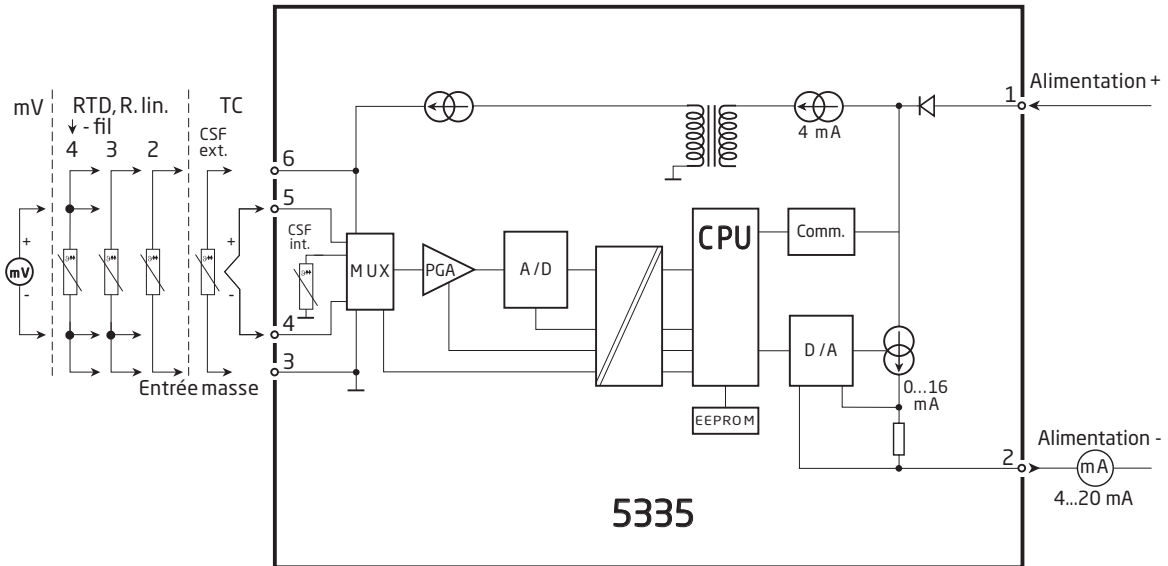 mV
RTD, R. lin.
- fil
4 3 2
TC
CSF
ext.
+
-
mV
+
-
Entrée masse
6
5
4
3
CSF
int.
MUX
PGA
A/D
CPU
EEPROM
Comm.
D/A
4 mA
0...16
mA
1
Alimentation +
2
Alimentation -
mA
4...20 mA
5335